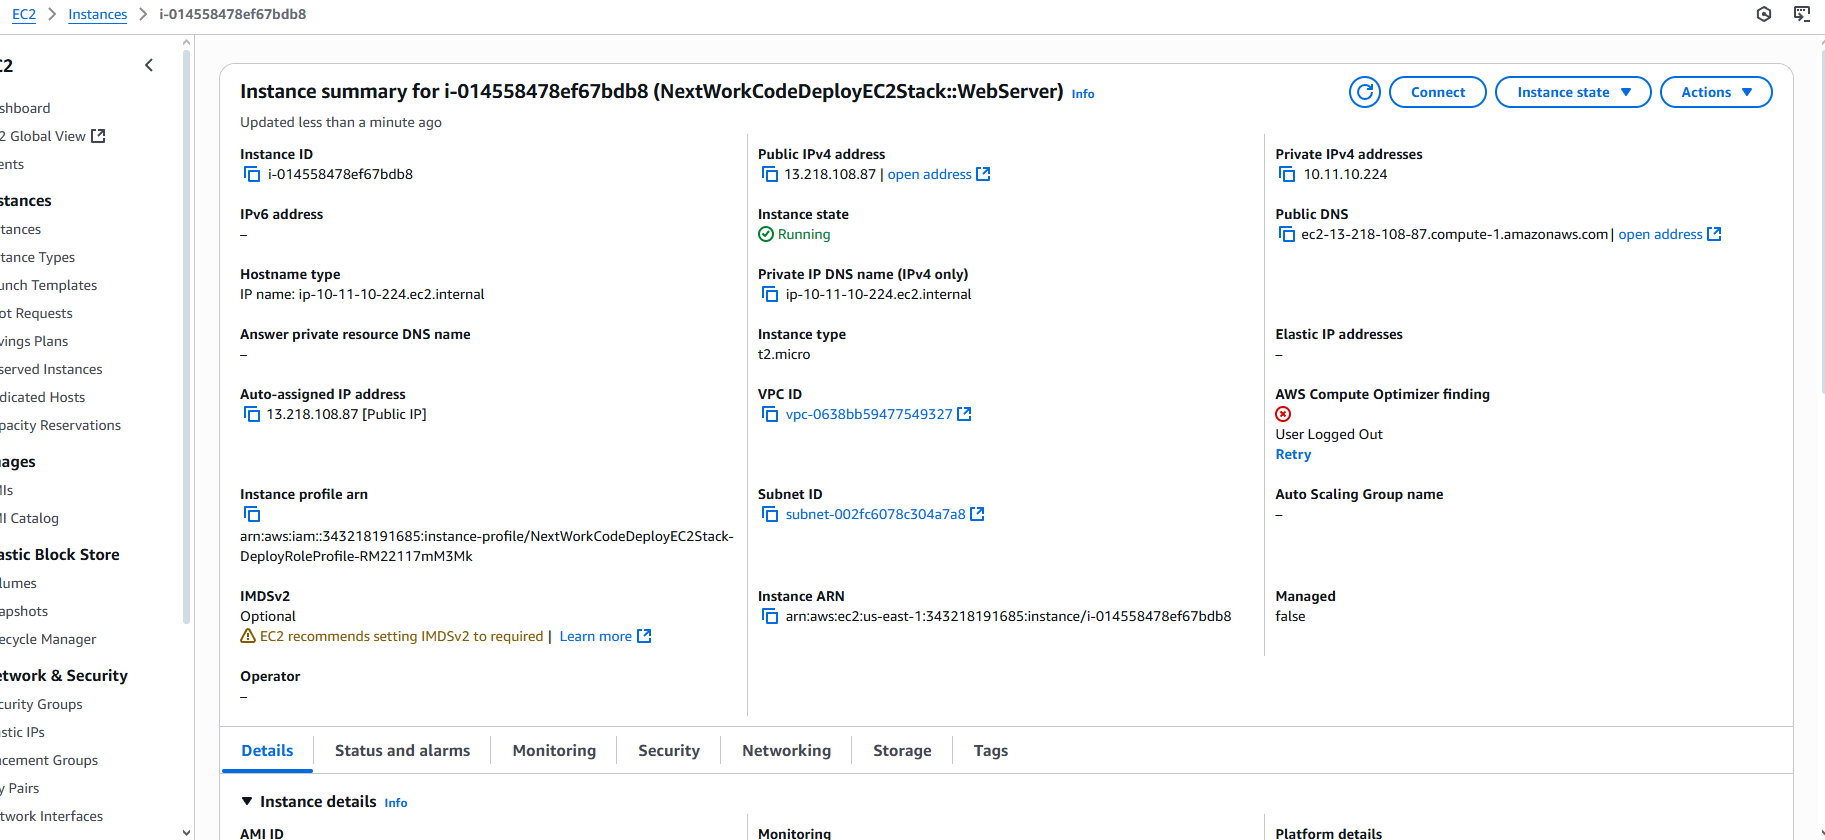 EC2 > Instances > i-014558478ef67bdb8
C2
shboard
2 Global View
ents
stances
tances
tance Types
unch Templates
ot Requests
vings Plans
served Instances
dicated Hosts
pacity Reservations
ages
MIs
MI Catalog
astic Block Store
lumes
apshots
ecycle Manager
etwork & Security
curity Groups
astic IPs
acement Groups
y Pairs
twork Interfaces
Instance summary for i-014558478ef67bdb8 (NextWorkCodeDeployEC2Stack::WebServer) Info
Connect
Instance state
Actions
Updated less than a minute ago
Instance ID
i-014558478ef67bdb8
Public IPv4 address
13.218.108.87 | open address
Private IPv4 addresses
10.11.10.224
IPv6 address
–
Instance state
Running
Public DNS
ec2-13-218-108-87.compute-1.amazonaws.com | open address
Hostname type
IP name: ip-10-11-10-224.ec2.internal
Private IP DNS name (IPv4 only)
ip-10-11-10-224.ec2.internal
Answer private resource DNS name
–
Instance type
t2.micro
Elastic IP addresses
–
Auto-assigned IP address
13.218.108.87 [Public IP]
VPC ID
vpc-0638bb59477549327
AWS Compute Optimizer finding
User Logged Out
Retry
Instance profile arn
arn:aws:iam::343218191685:instance-profile/NextWorkCodeDeployEC2Stack-
DeployRoleProfile-RM22117mM3Mk
Subnet ID
subnet-002fc6078c304a7a8
Auto Scaling Group name
–
IMDSv2
Optional
EC2 recommends setting IMDSv2 to required | Learn more
Instance ARN
arn:aws:ec2:us-east-1:343218191685:instance/i-014558478ef67bdb8
Managed
false
Operator
–
Details
Status and alarms
Monitoring
Security
Networking
Storage
Tags
Instance details Info
AMI ID
Monitoring
Platform details